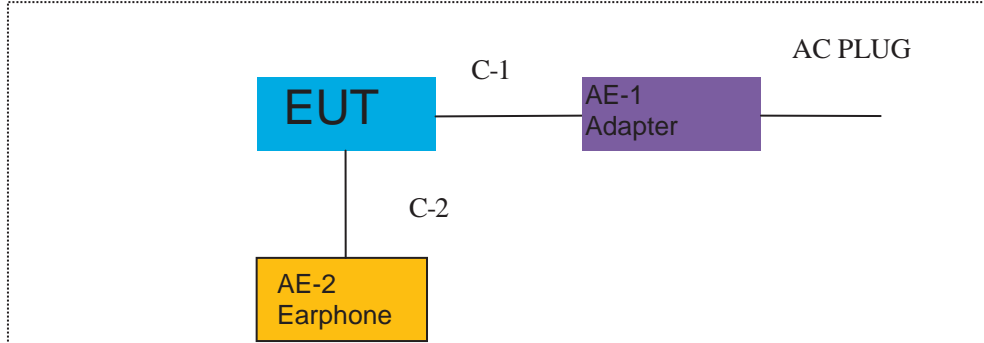 AC PLUG
C-1
EUT
AE-1
Adapter
C-2
AE-2
Earphone